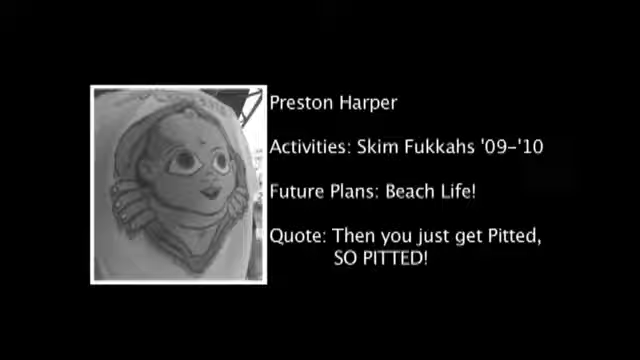 Preston Harper
Activities: Skim Fukkahs '09-'10
Future Plans: Beach Life!
Quote: Then you just get Pitted,
SO PITTED!